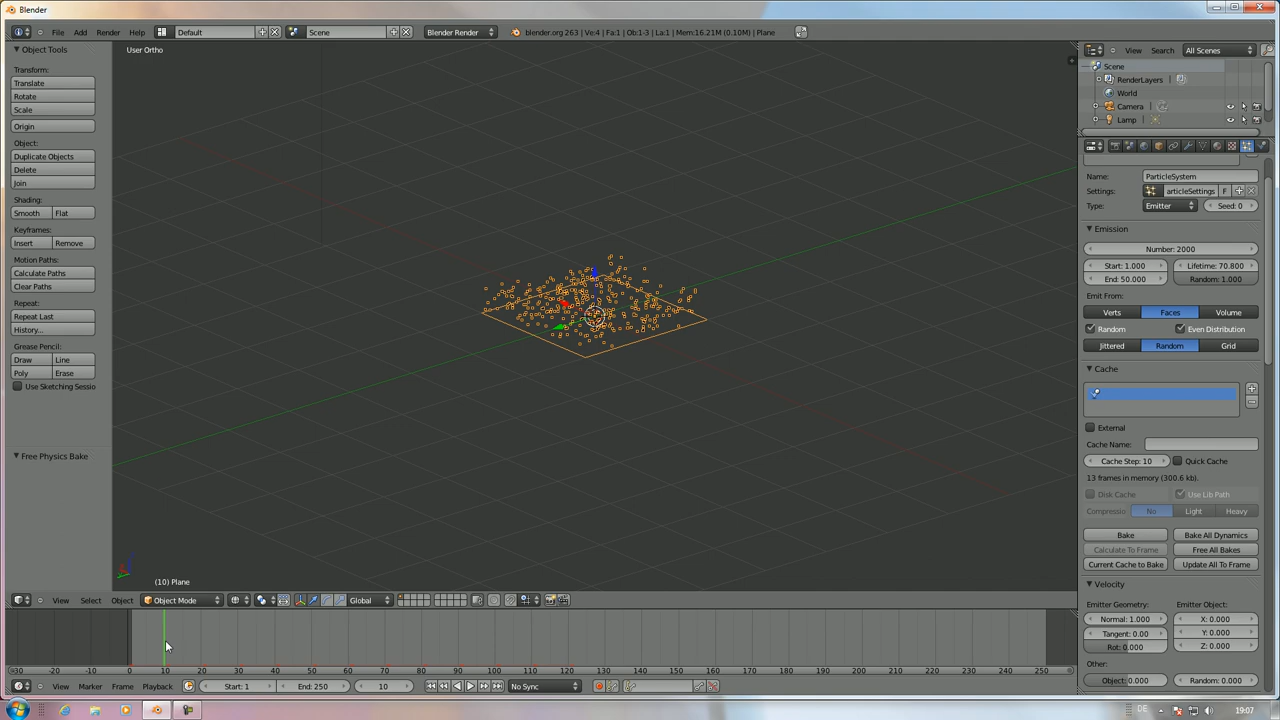 Blender
File Add Render Help Default Scene Blender Render blender.org 263 | Ve:4 | Fa:1 | Ob:1-3 | La:1 | Mem:16.21M (0.10M) | Plane
Object Tools
Transform:
Translate
Rotate
Scale
Origin
Object:
Duplicate Objects
Delete
Join
Shading:
Smooth Flat
Keyframes:
Insert Remove
Motion Paths:
Calculate Paths
Clear Paths
Repeat:
Repeat Last
History...
Grease Pencil:
Draw Line
Poly Erase
Use Sketching Sessio
Free Physics Bake
User Ortho
(10) Plane
View Select Object Object Mode Global
View Search All Scenes
Scene
RenderLayers
World
Camera
Lamp
Name: ParticleSystem
Settings: articleSettings F
Type: Emitter Seed: 0
Emission
Number: 2000
Start: 1.000 Lifetime: 70.800
End: 50.000 Random: 1.000
Emit From:
Verts Faces Volume
Random Even Distribution
Jittered Random Grid
Cache
External
Cache Name:
Cache Step: 10 Quick Cache
13 frames in memory (300.6 kb).
Disk Cache Use Lib Path
Compressio No Light Heavy
Bake Bake All Dynamics
Calculate To Frame Free All Bakes
Current Cache to Bake Update All To Frame
Velocity
Emitter Geometry: Emitter Object:
Normal: 1.000 X: 0.000
Tangent: 0.00 Y: 0.000
Rot: 0.000 Z: 0.000
Other:
Object: 0.000 Random: 0.000
-30 -20 -10 0 10 20 30 40 50 60 70 80 90 100 110 120 130 140 150 160 170 180 190 200 210 220 230 240 250
View Marker Frame Playback Start: 1 End: 250 10 No Sync
DE 19:07